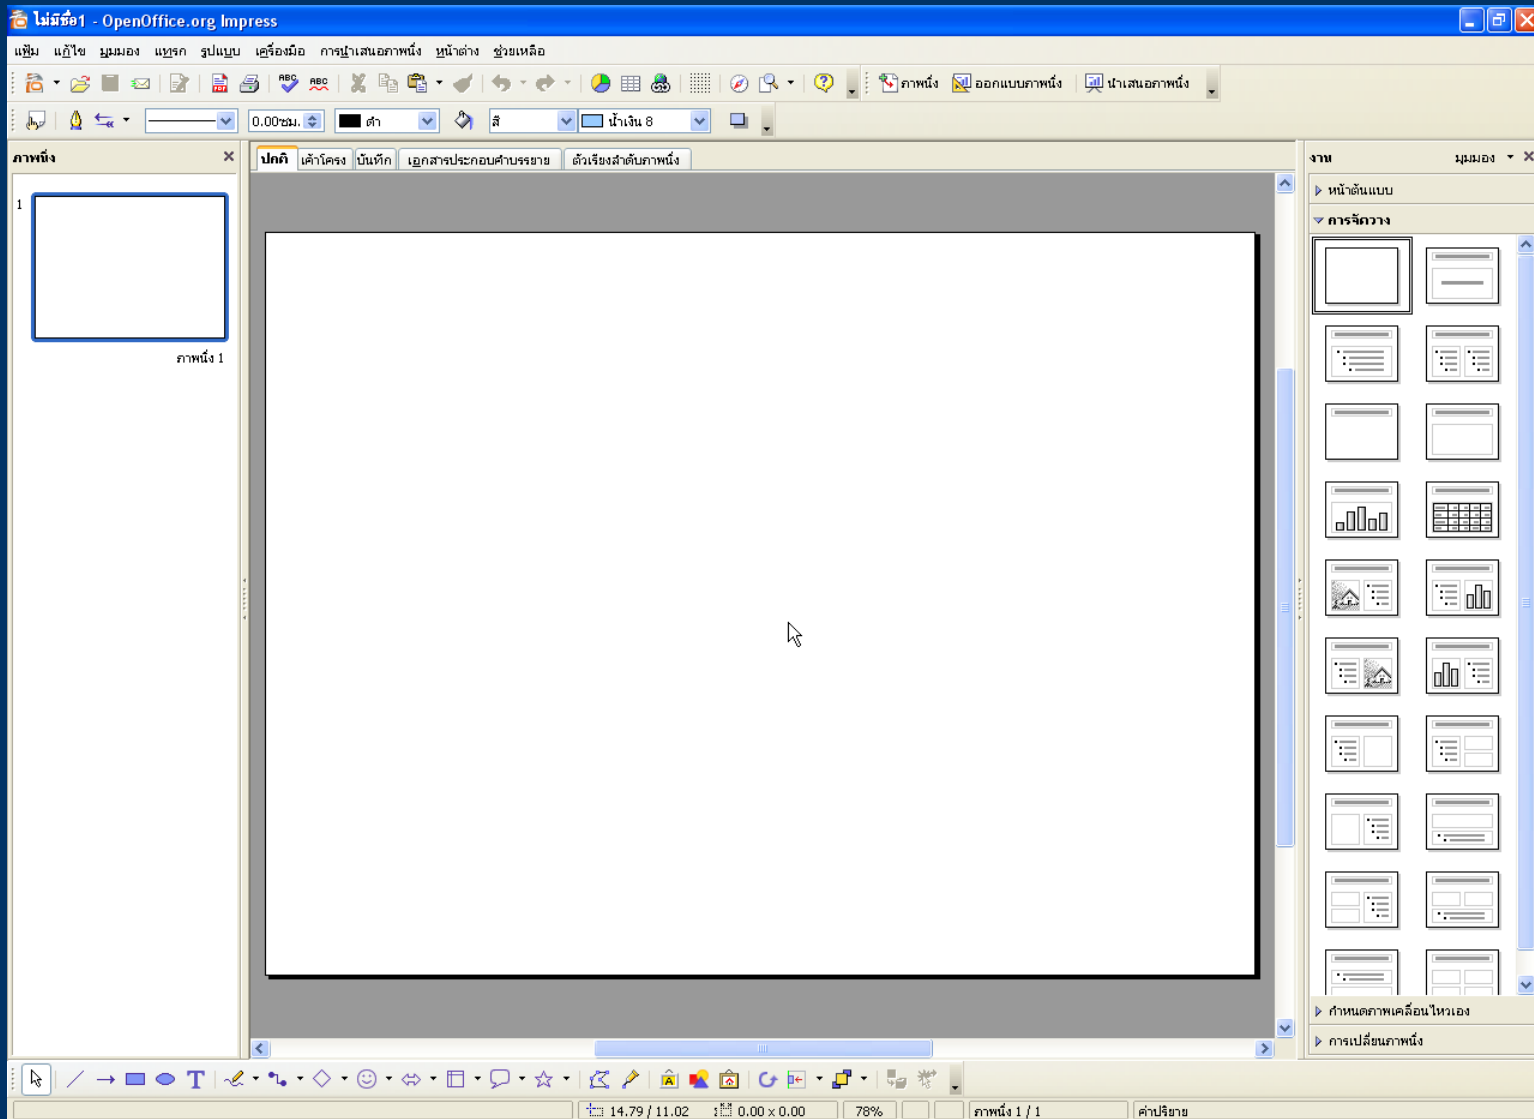 ไม่มีชื่อ1 - OpenOffice.org Impress
แฟ้ม แก้ไข มุมมอง แทรก รูปแบบ เครื่องมือ การนำเสนอภาพนิ่ง หน้าต่าง ช่วยเหลือ
ABC ABC ภาพนิ่ง ออกแบบภาพนิ่ง นำเสนอภาพนิ่ง
0.00ซม. ดำ สี น้ำเงิน 8
ภาพนิ่ง ปกติ เค้าโครง บันทึก เอกสารประกอบคำบรรยาย ตัวเรียงลำดับภาพนิ่ง งาน มุมมอง
หน้าต้นแบบ
การจัดวาง
1
ภาพนิ่ง 1
กำหนดภาพเคลื่อนไหวเอง
การเปลี่ยนภาพนิ่ง
14.79 / 11.02 0.00 x 0.00 78% ภาพนิ่ง 1 / 1 ค่าปริยาย